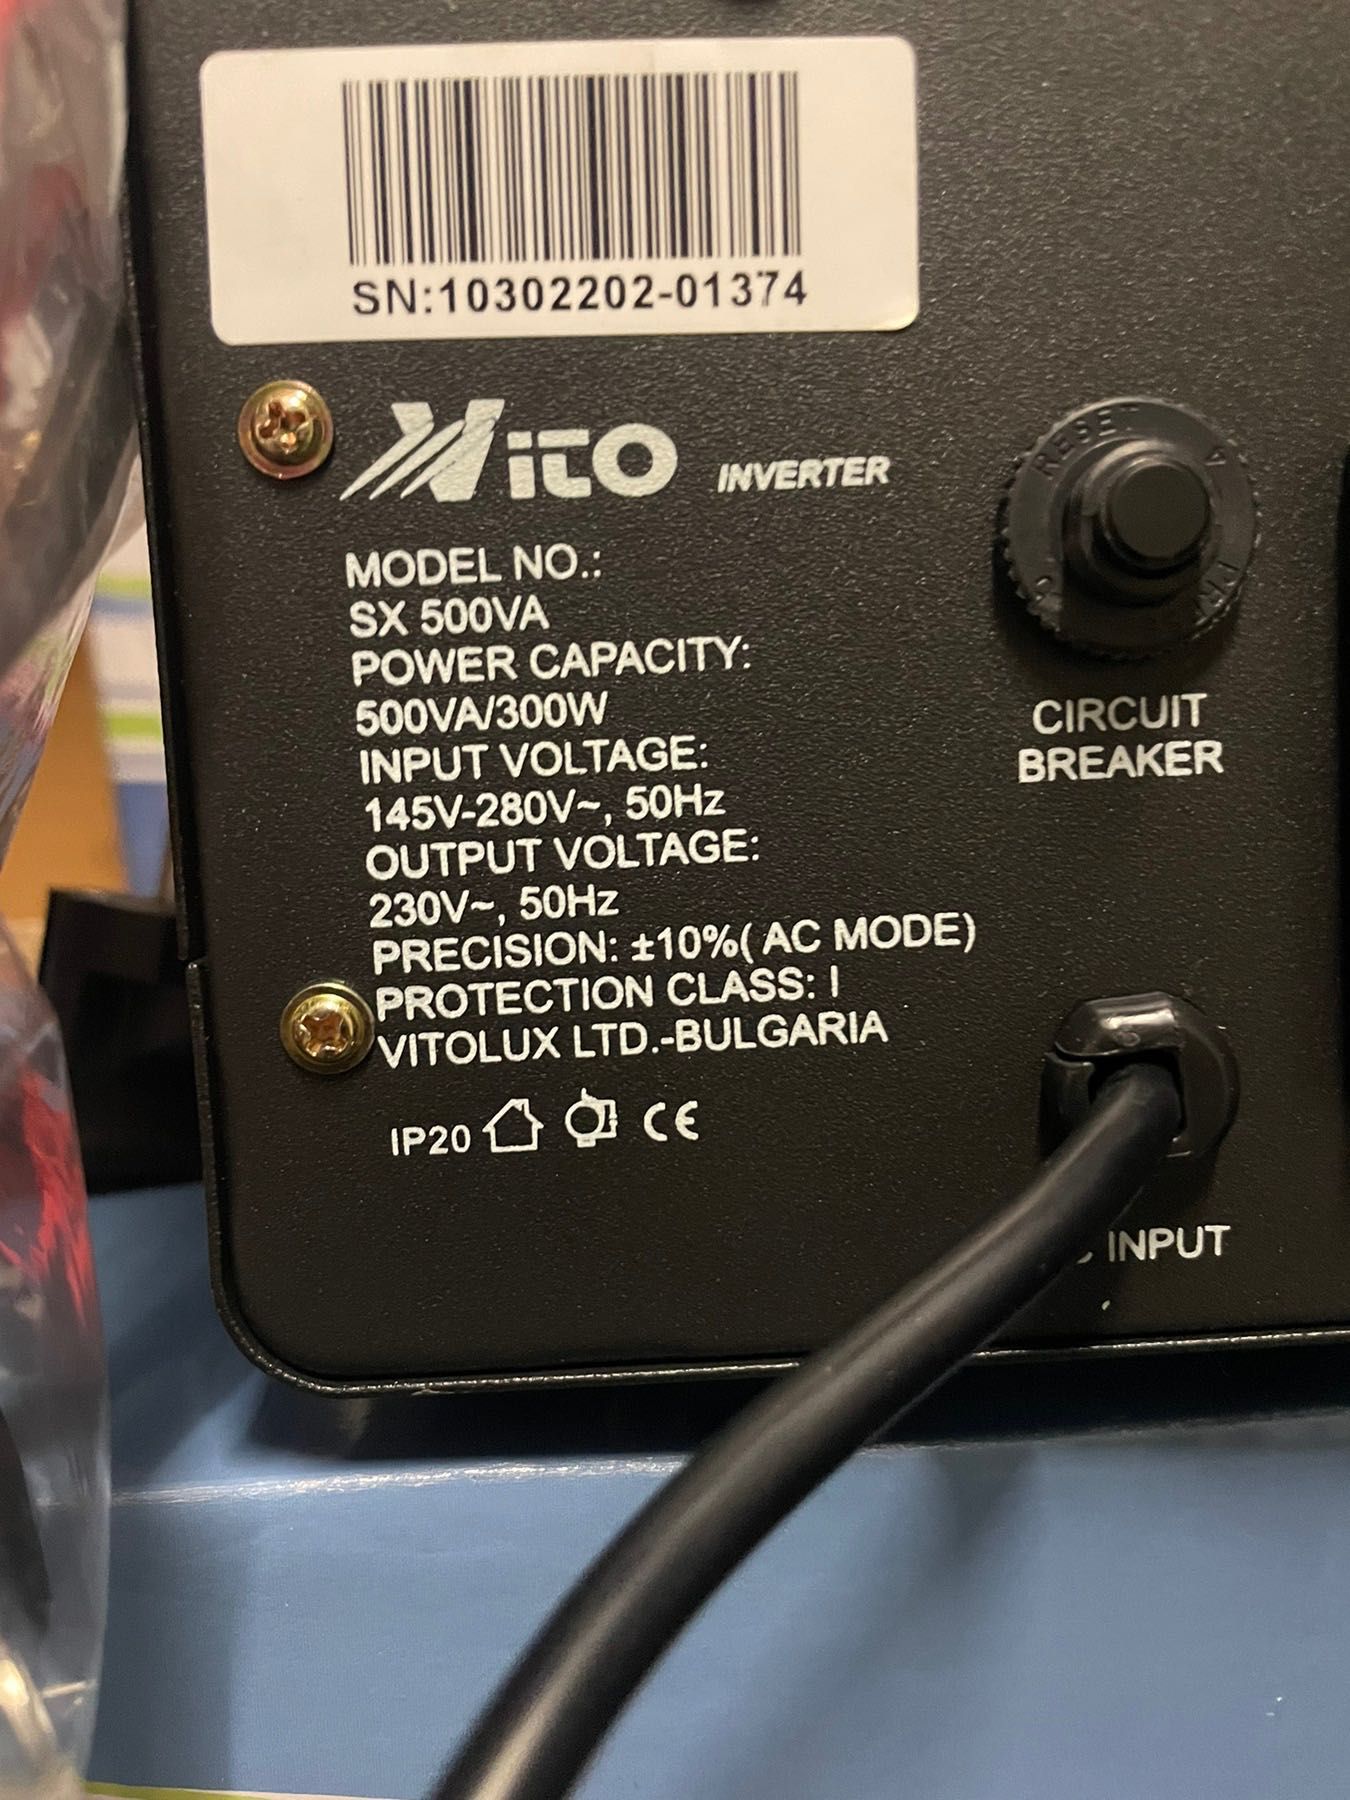 SN:10302202-01374
VITO INVERTER
MODEL NO.:
SX 500VA
POWER CAPACITY:
500VA/300W
INPUT VOLTAGE:
145V-280V~, 50Hz
OUTPUT VOLTAGE:
230V~, 50Hz
PRECISION: ±10%( AC MODE)
PROTECTION CLASS: I
VITOLUX LTD.-BULGARIA
IP20 CE
RESET
CIRCUIT
BREAKER
INPUT